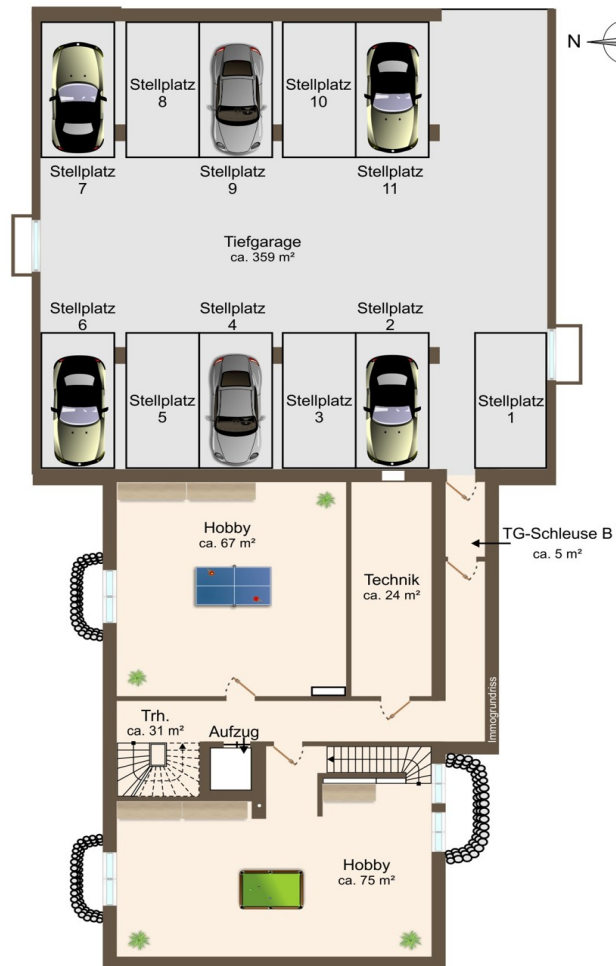 N
Stellplatz
8
Stellplatz
10
Stellplatz
7
Stellplatz
9
Stellplatz
11
Tiefgarage
ca. 359 m²
Stellplatz
6
Stellplatz
4
Stellplatz
2
Stellplatz
5
Stellplatz
3
Stellplatz
1
Hobby
ca. 67 m²
Technik
ca. 24 m²
TG-Schleuse B
ca. 5 m²
Immogrundriss
Trh.
ca. 31 m²
Aufzug
Hobby
ca. 75 m²